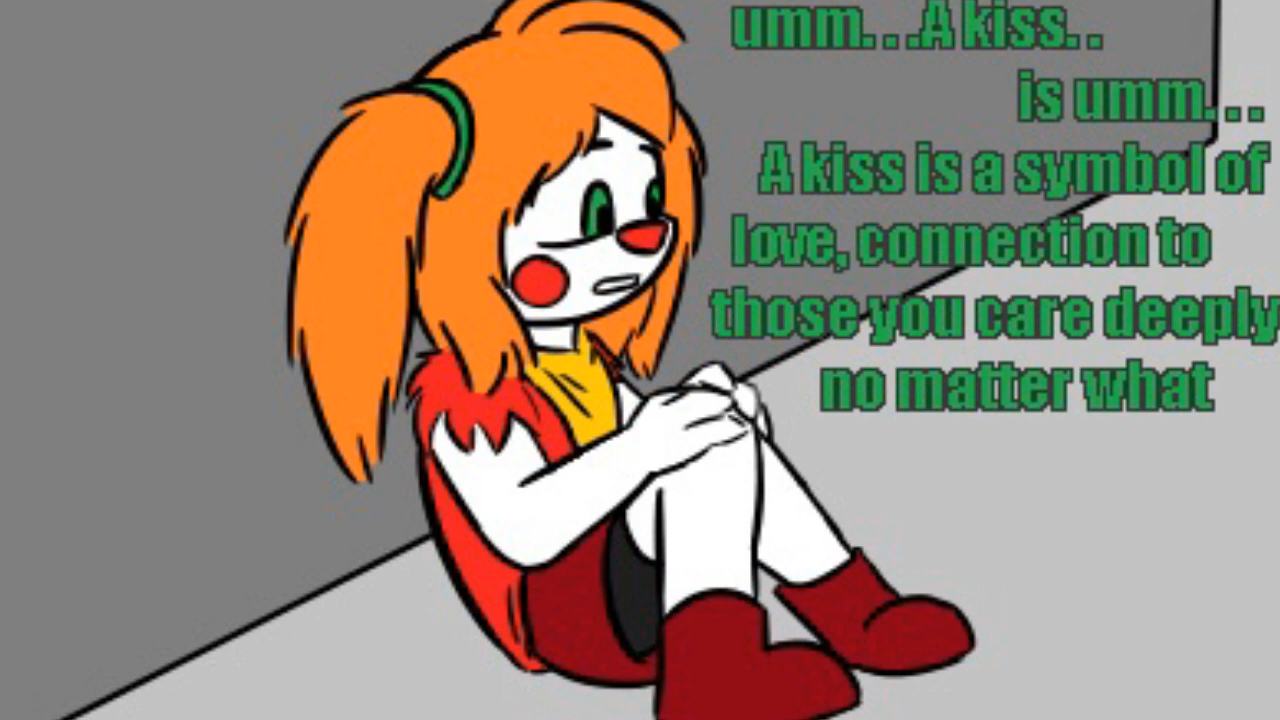 umm...A kiss..
is umm...
A kiss is a symbol of
love, connection to
those you care deeply
no matter what